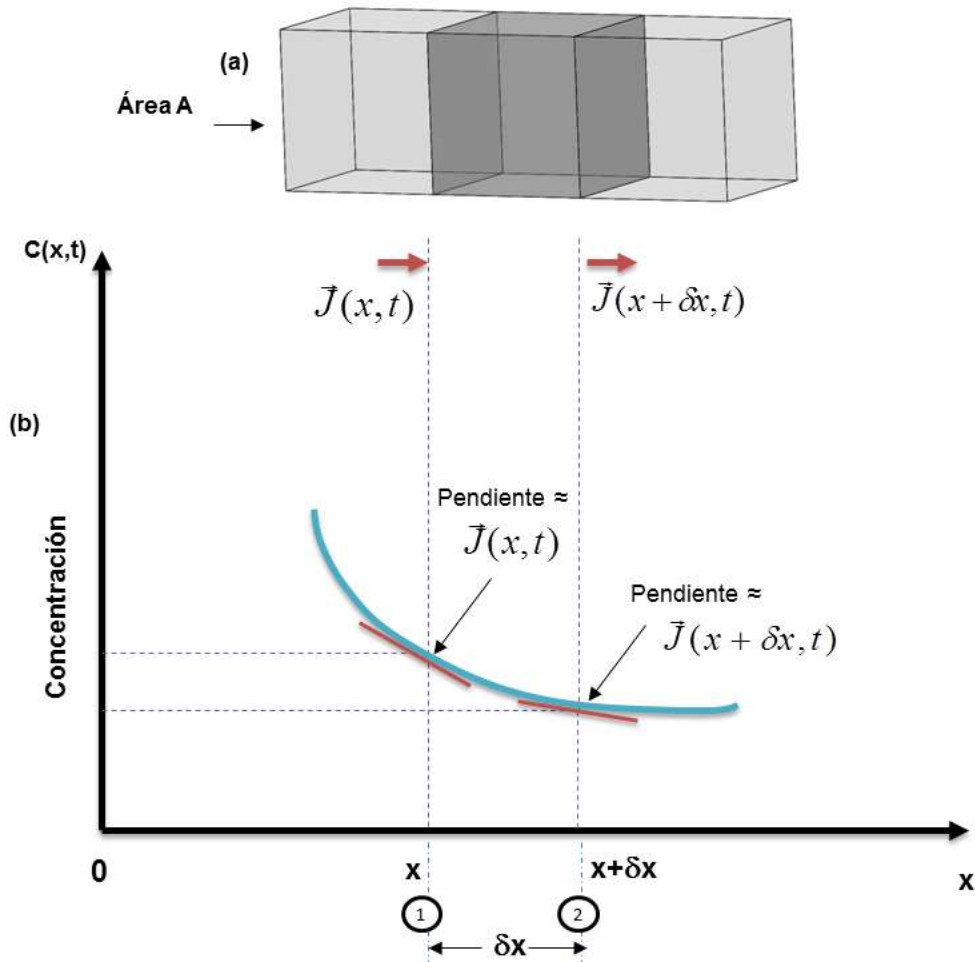 (a)
Área A
C(x,t)
J⃗(x,t)
J⃗(x + δx,t)
(b)
Concentración
Pendiente ≈
J⃗(x,t)
Pendiente ≈
J⃗(x + δx,t)
0
x
x+δx
x
1
2
δx